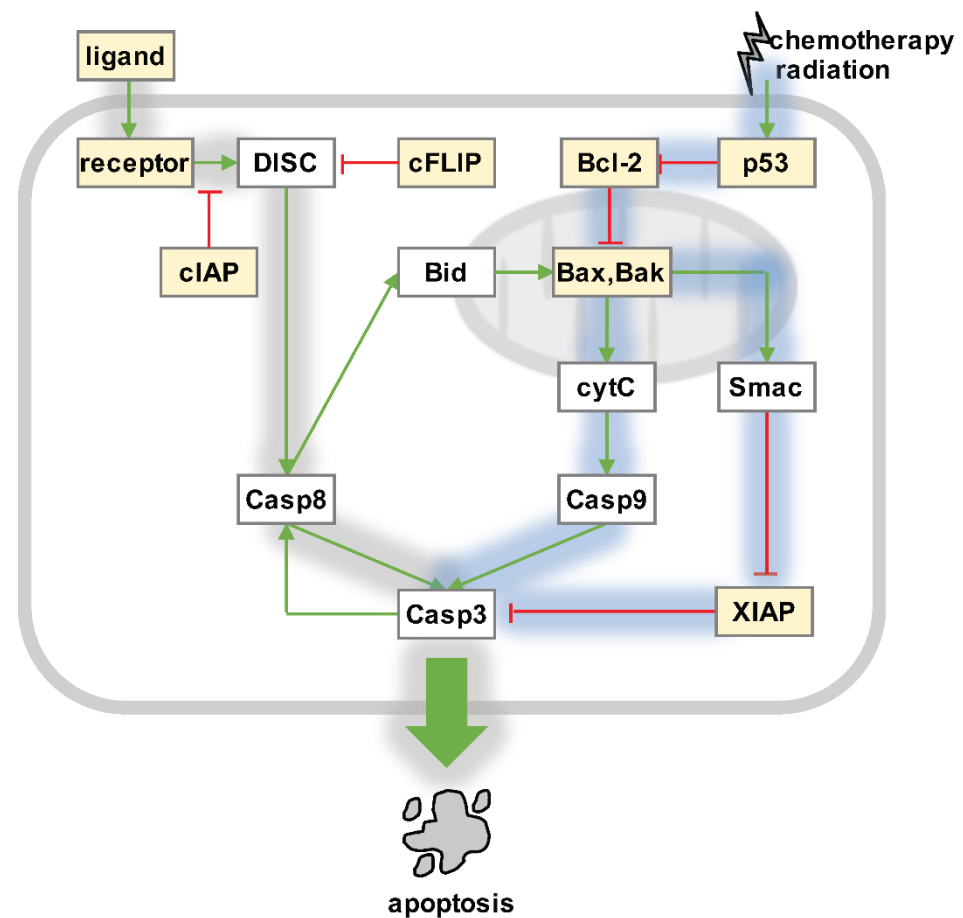 ligand
chemotherapy
radiation
receptor
DISC
cFLIP
Bcl-2
p53
cIAP
Bid
Bax,Bak
cytC
Smac
Casp8
Casp9
Casp3
XIAP
apoptosis